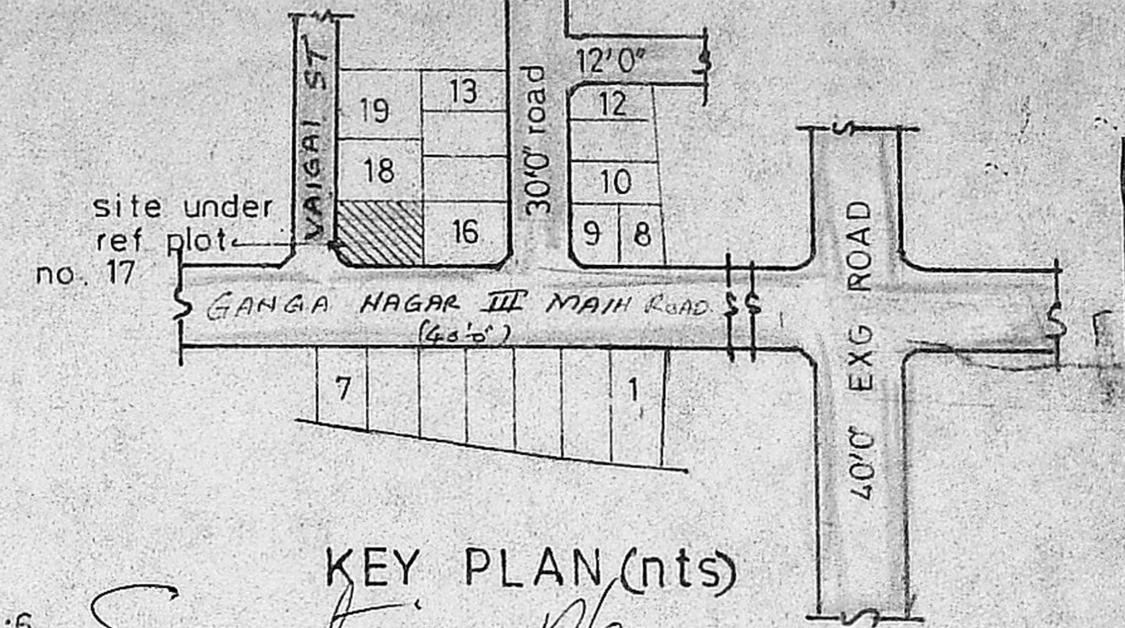 VAIGAI ST
12'0"
13
19
12
30'0" road
18
10
site under
ref plot
no. 17
16
9
8
40'0" EXG ROAD
GANGA NAGAR III MAIN ROAD
(40'0")
7
1
KEY PLAN (nts)